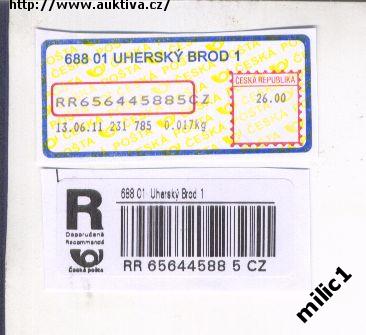 http://www.auktiva.cz/
688 01 UHERSKÝ BROD 1
ČESKÁ REPUBLIKA
RR656445885CZ
26.00
13.06.11 231 785 0.017kg
688 01 Uherský Brod 1
R
Doporučeně
Recommandé
Česká pošta
RR 65644588 5 CZ
milic1